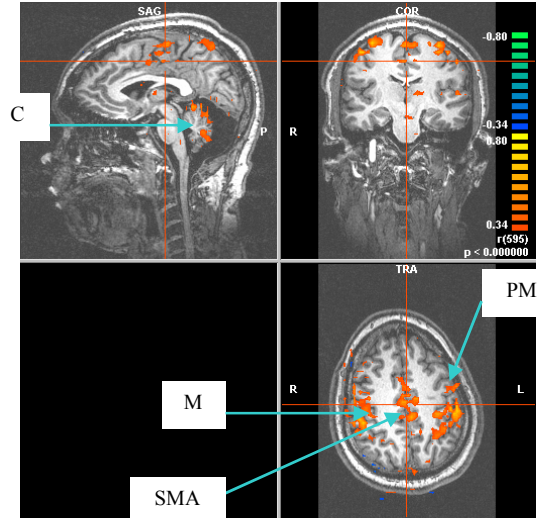 SAG
C
P
COR
R
-0.80
-0.34
0.80
0.34
r(595)
p < 0.000000
TRA
PM
R
L
M
SMA